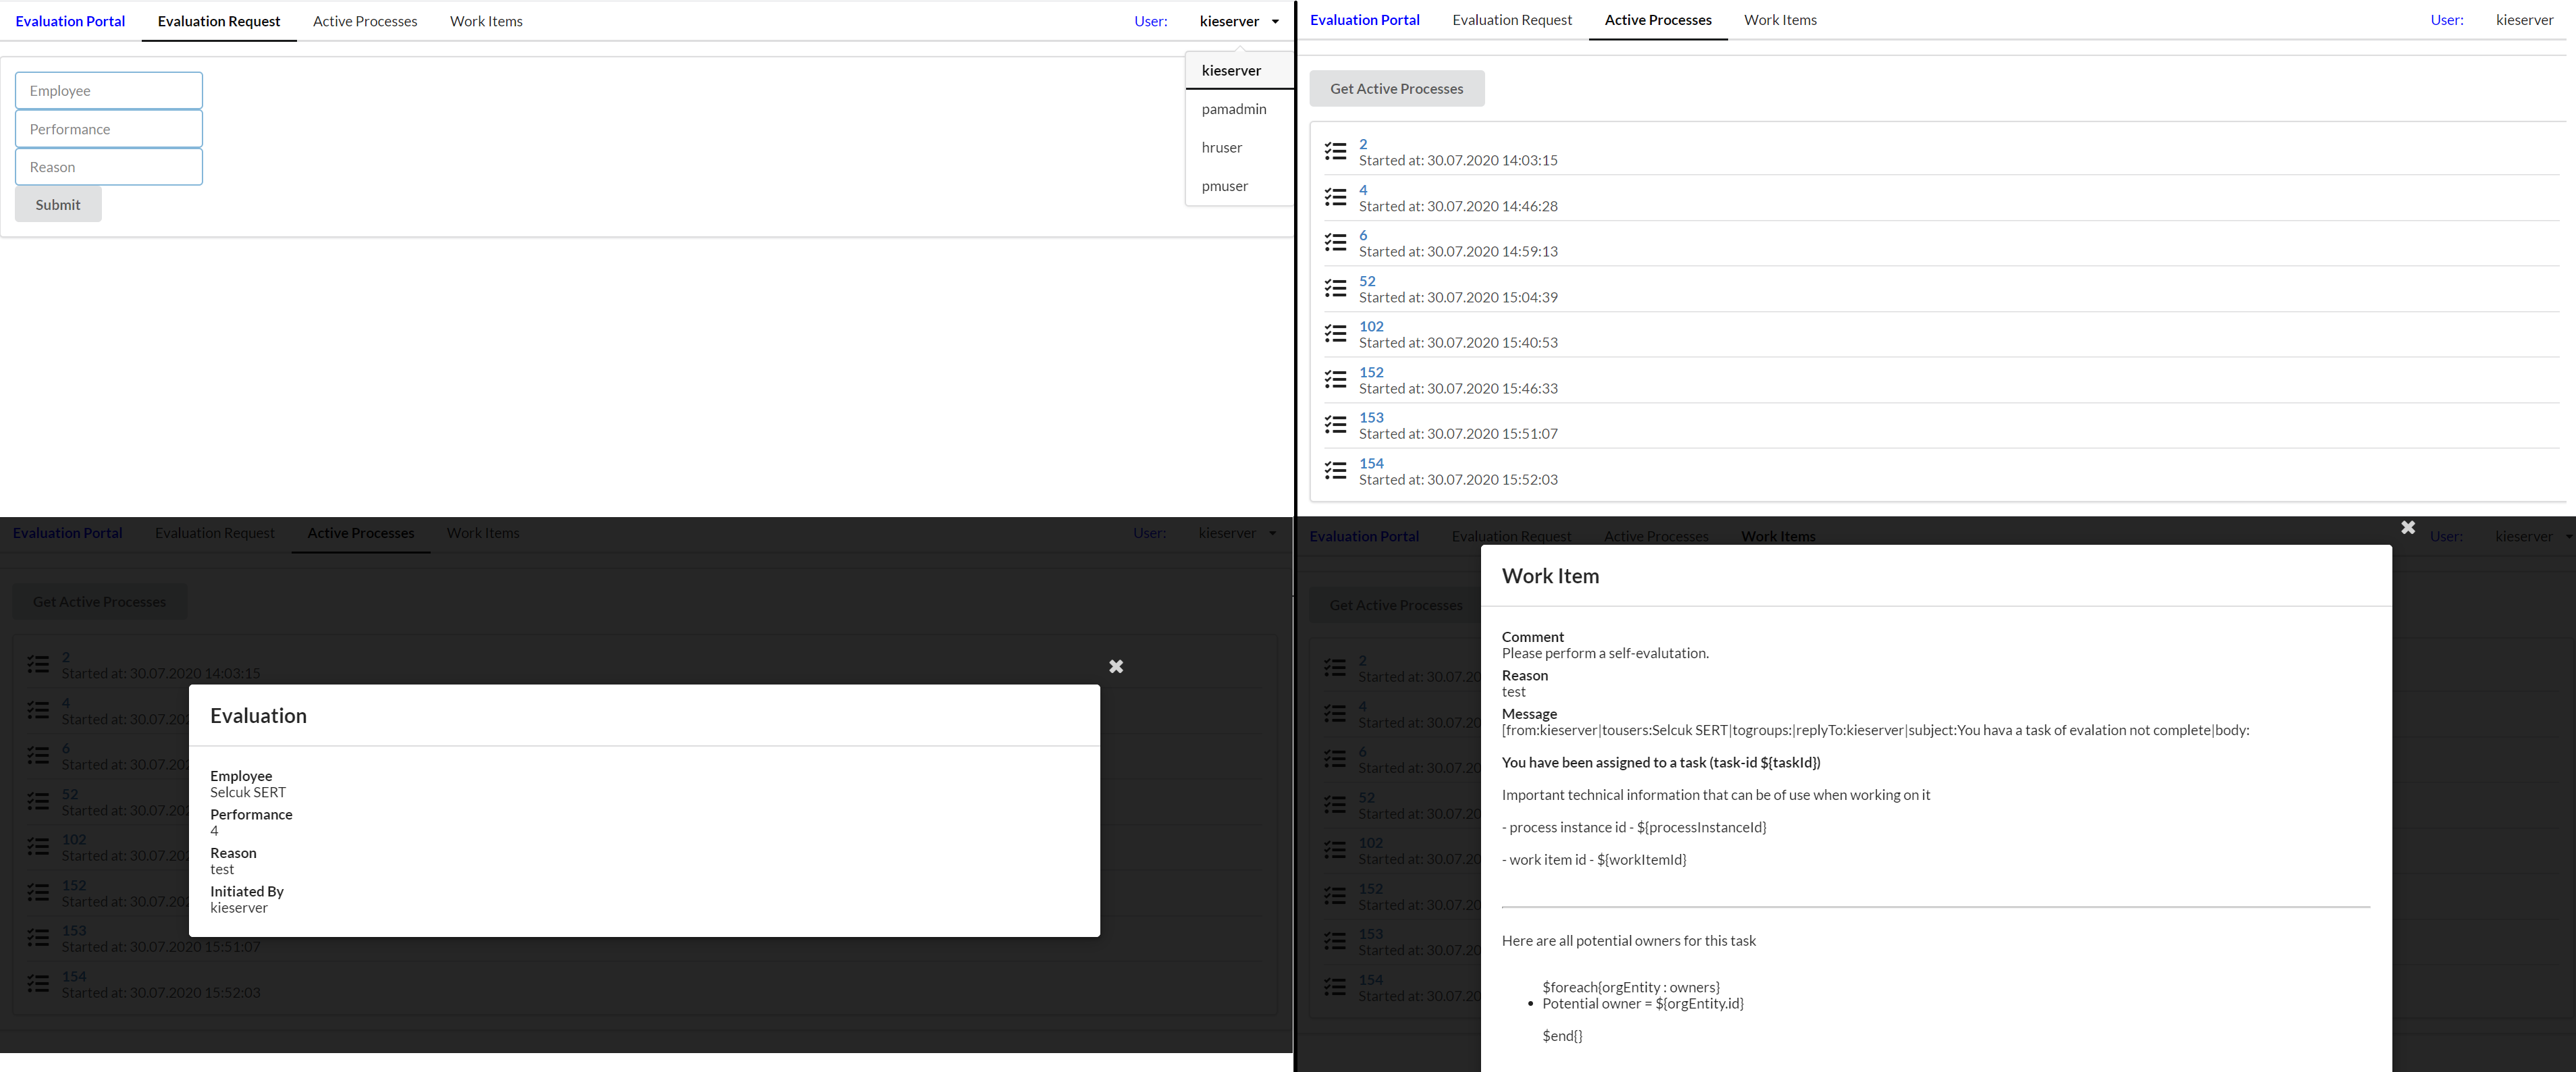 Evaluation Portal Evaluation Request Active Processes Work Items User: kieserver
kieserver
pamadmin
hruser
pmuser
Employee
Performance
Reason
Submit
Evaluation Portal Evaluation Request Active Processes Work Items User: kieserver
Get Active Processes
2
Started at: 30.07.2020 14:03:15
4
Started at: 30.07.2020 14:46:28
6
Started at: 30.07.2020 14:59:13
52
Started at: 30.07.2020 15:04:39
102
Started at: 30.07.2020 15:40:53
152
Started at: 30.07.2020 15:46:33
153
Started at: 30.07.2020 15:51:07
154
Started at: 30.07.2020 15:52:03
Evaluation Portal Evaluation Request Active Processes Work Items User: kieserver
Get Active Processes
2
Started at: 30.07.2020 14:03:15
4
Started at: 30.07.202
6
Started at: 30.07.202
52
Started at: 30.07.202
102
Started at: 30.07.202
152
Started at: 30.07.202
153
Started at: 30.07.2020 15:51:07
154
Started at: 30.07.2020 15:52:03
Evaluation
Employee
Selcuk SERT
Performance
4
Reason
test
Initiated By
kieserver
Evaluation Portal Evaluation Request Active Processes Work Items User: kieserver
Get Active Processes
2
Started at: 30.07.20
4
Started at: 30.07.20
6
Started at: 30.07.20
52
Started at: 30.07.20
102
Started at: 30.07.20
152
Started at: 30.07.20
153
Started at: 30.07.20
154
Started at: 30.07.20
Work Item
Comment
Please perform a self-evalutation.
Reason
test
Message
[from:kieserver|tousers:Selcuk SERT|togroups:|replyTo:kieserver|subject:You hava a task of evalation not complete|body:
You have been assigned to a task (task-id ${taskId})
Important technical information that can be of use when working on it
- process instance id - ${processInstanceId}
- work item id - ${workItemId}
Here are all potential owners for this task
$foreach{orgEntity : owners}
• Potential owner = ${orgEntity.id}
$end{}